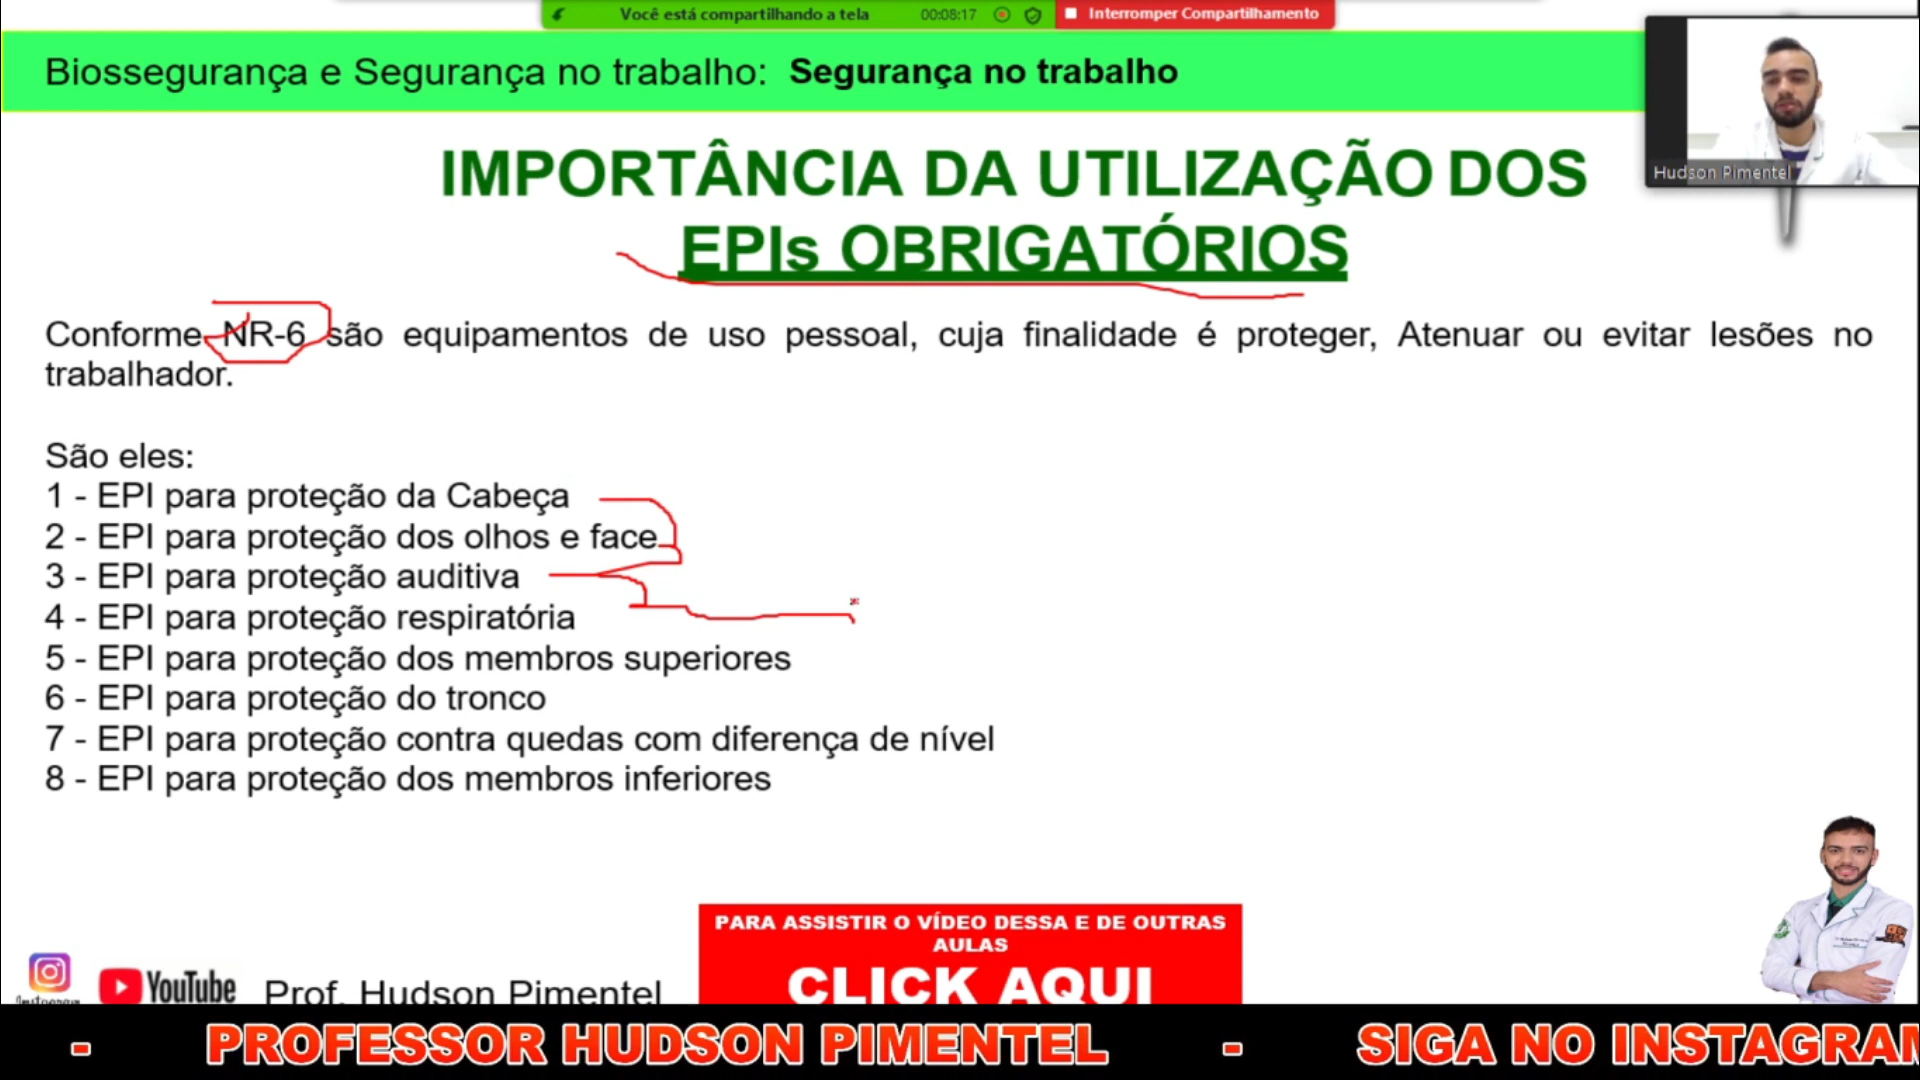 Você está compartilhando a tela 00:08:17 Interromper Compartilhamento
Biossegurança e Segurança no trabalho: Segurança no trabalho
Hudson Pimentel
IMPORTÂNCIA DA UTILIZAÇÃO DOS
EPIs OBRIGATÓRIOS
Conforme NR-6 são equipamentos de uso pessoal, cuja finalidade é proteger, Atenuar ou evitar lesões no
trabalhador.
São eles:
1 - EPI para proteção da Cabeça
2 - EPI para proteção dos olhos e face
3 - EPI para proteção auditiva
4 - EPI para proteção respiratória
5 - EPI para proteção dos membros superiores
6 - EPI para proteção do tronco
7 - EPI para proteção contra quedas com diferença de nível
8 - EPI para proteção dos membros inferiores
PARA ASSISTIR O VÍDEO DESSA E DE OUTRAS
AULAS
CLICK AQUI
Instagram YouTube Prof. Hudson Pimentel
- PROFESSOR HUDSON PIMENTEL - SIGA NO INSTAGRAM